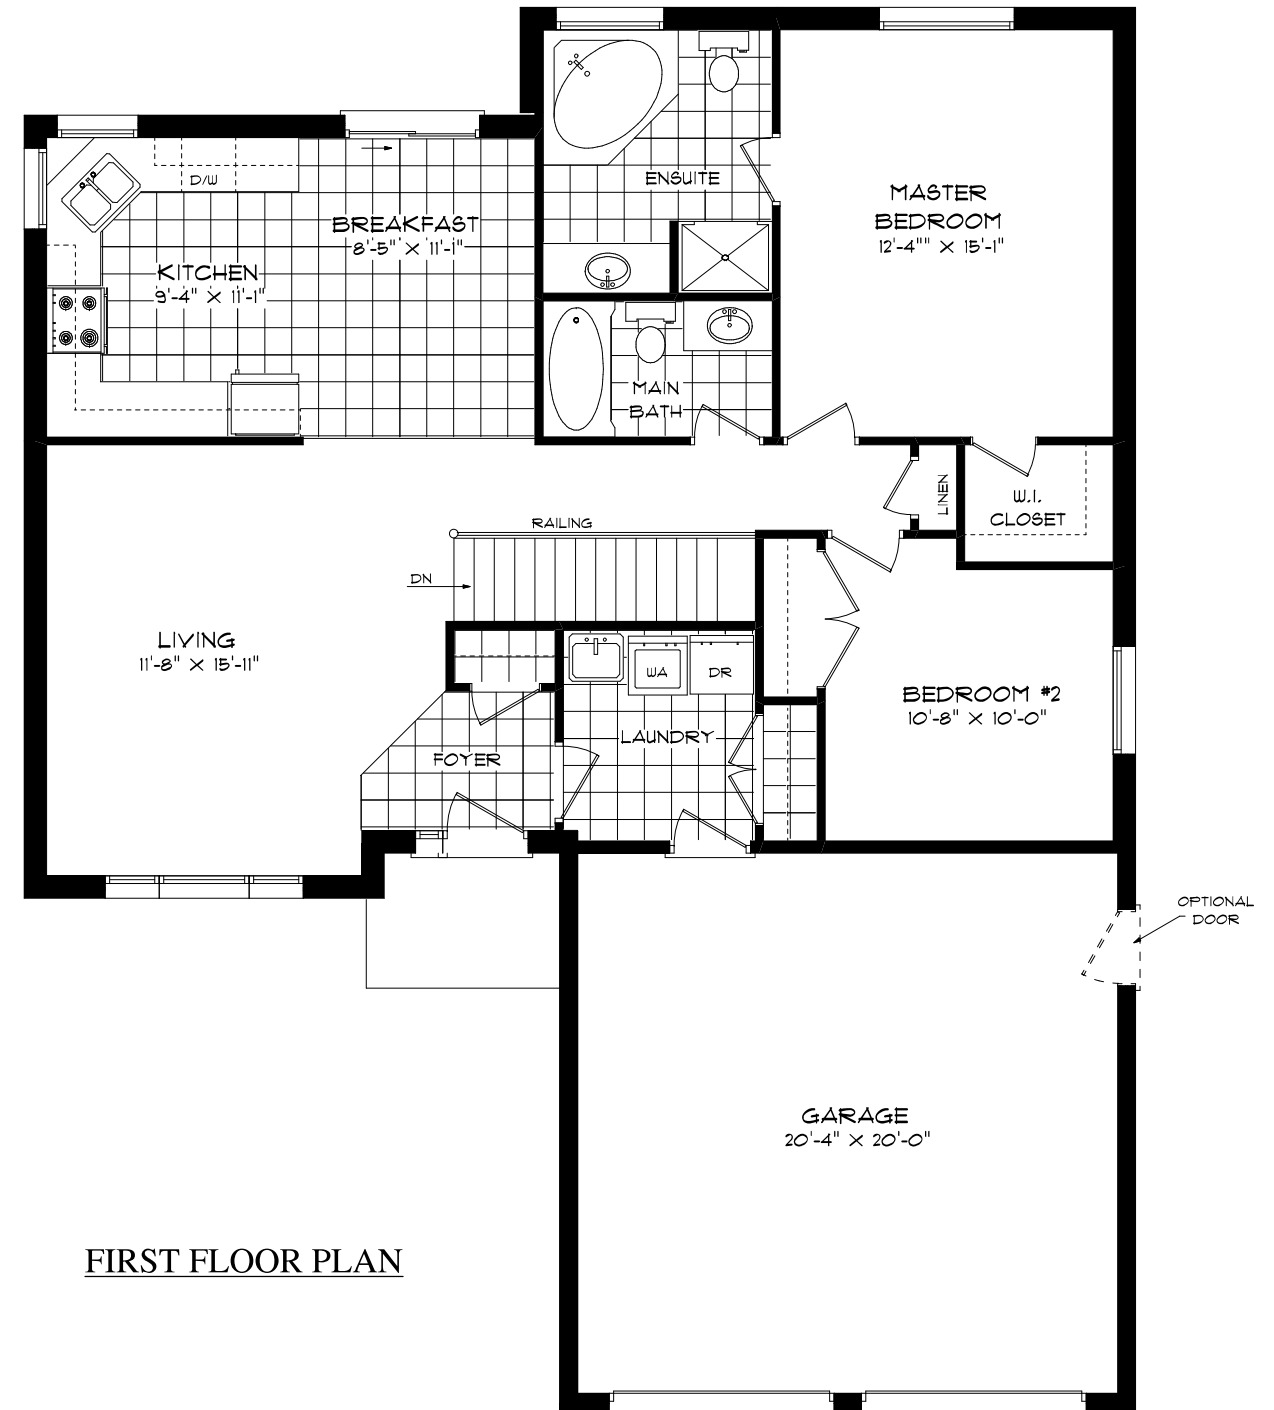 ENSUITE
MASTER
BEDROOM
12'-4"" X 15'-1"
D/W
BREAKFAST
8'-5" X 11'-1"
KITCHEN
9'-4" X 11'-1"
MAIN
BATH
LINEN
W.I.
CLOSET
RAILING
DN
LIVING
11'-8" X 15'-11"
WA
DR
BEDROOM #2
10'-8" X 10'-0"
LAUNDRY
FOYER
OPTIONAL
DOOR
GARAGE
20'-4" X 20'-0"
FIRST FLOOR PLAN